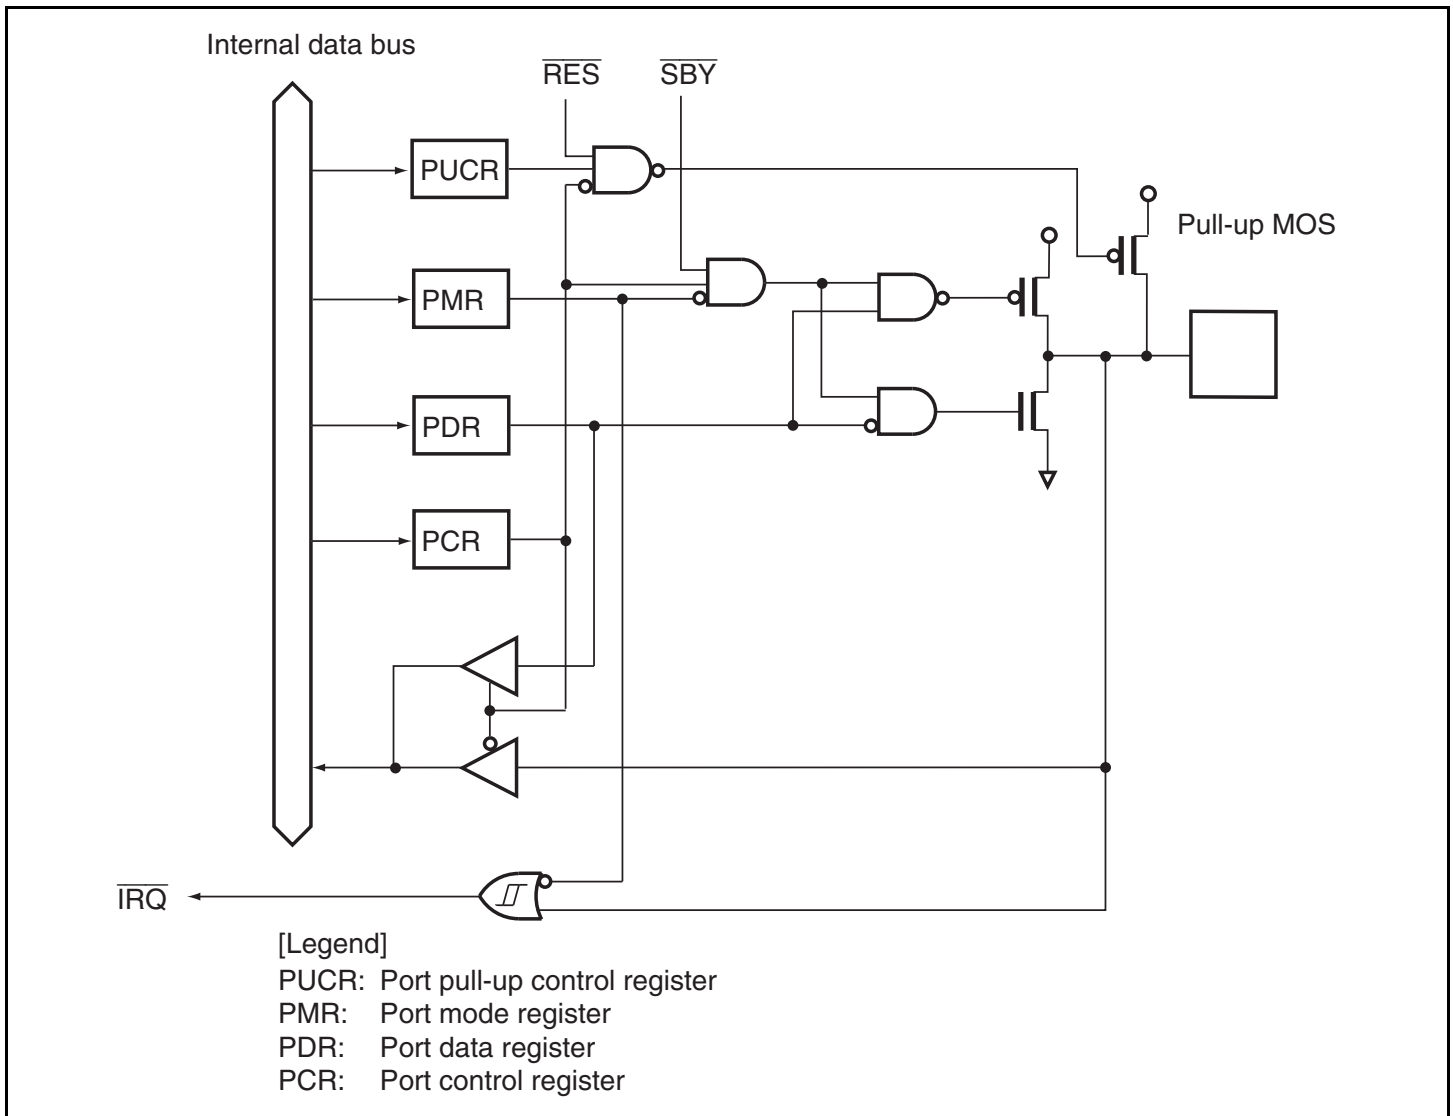 Internal data bus
RES
SBY
PUCR
Pull-up MOS
PMR
PDR
PCR
IRQ
[Legend]
PUCR: Port pull-up control register
PMR: Port mode register
PDR: Port data register
PCR: Port control register